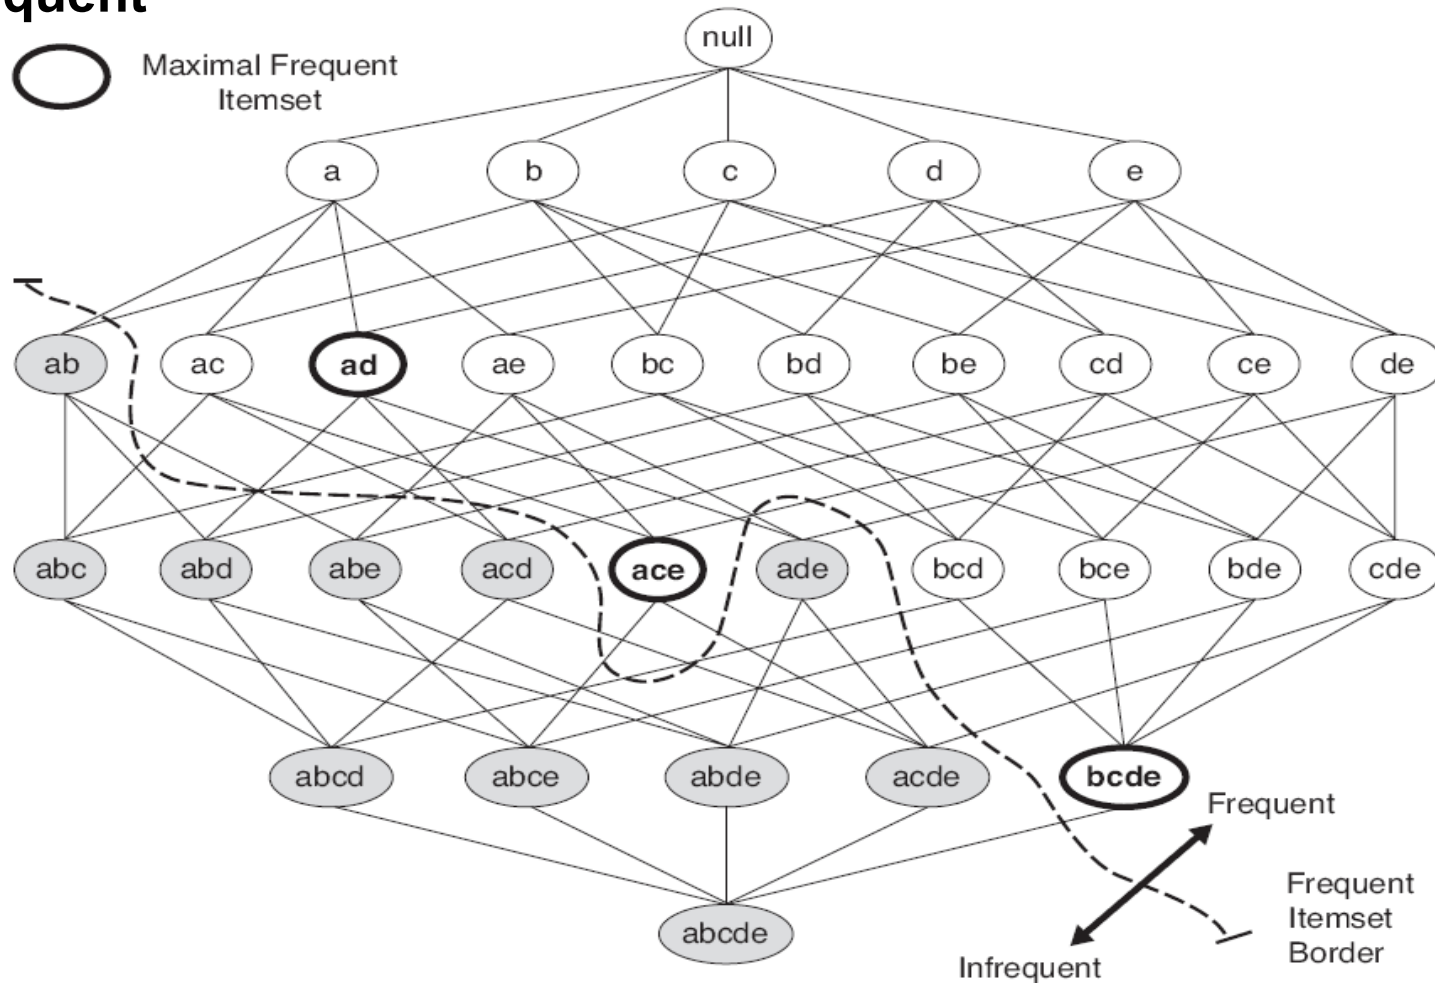 quent
Maximal Frequent
Itemset
null
a b c d e
ab ac ad ae bc bd be cd ce de
abc abd abe acd ace ade bcd bce bde cde
abcd abce abde acde bcde
Frequent
abcde
Infrequent
Frequent
Itemset
Border